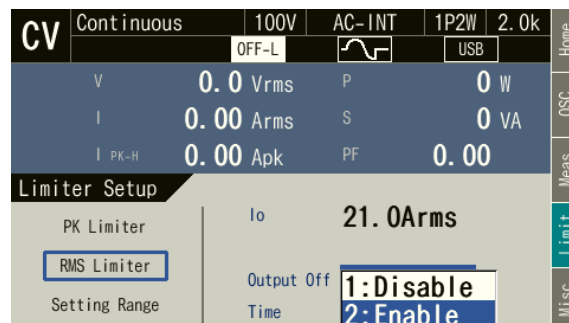 CV Continuous 100V AC-INT 1P2W 2.0k
OFF-L USB
V 0.0 Vrms P 0 W
I 0.00 Arms S 0 VA
I PK-H 0.00 Apk PF 0.00
Limiter Setup
PK Limiter
RMS Limiter
Setting Range
Io 21.0Arms
Output Off
Time
1:Disable
2:Enable
Home
OSC
Meas
Limit
Misc